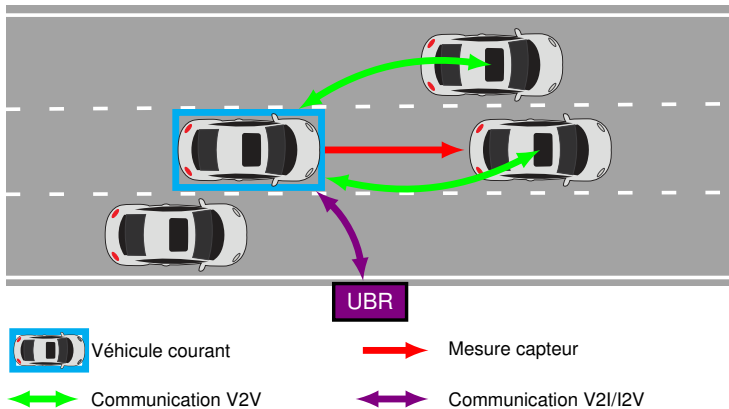 UBR
Véhicule courant
Mesure capteur
Communication V2V
Communication V2I/I2V